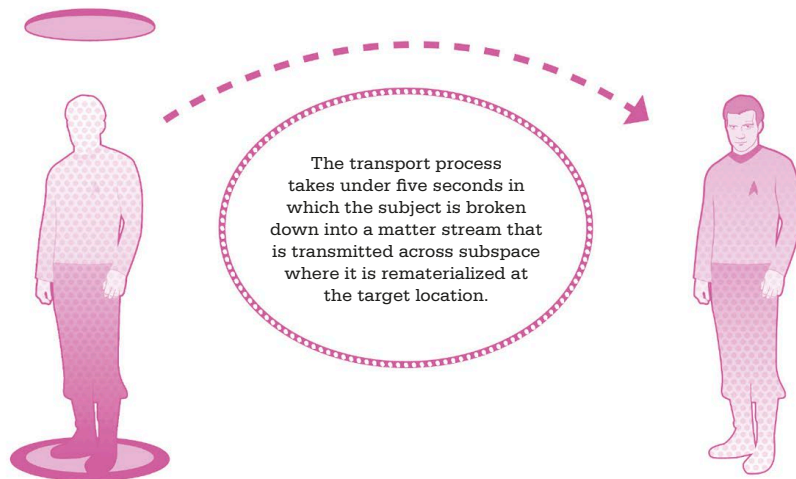 The transport process
takes under five seconds in
which the subject is broken
down into a matter stream that
is transmitted across subspace
where it is rematerialized at
the target location.